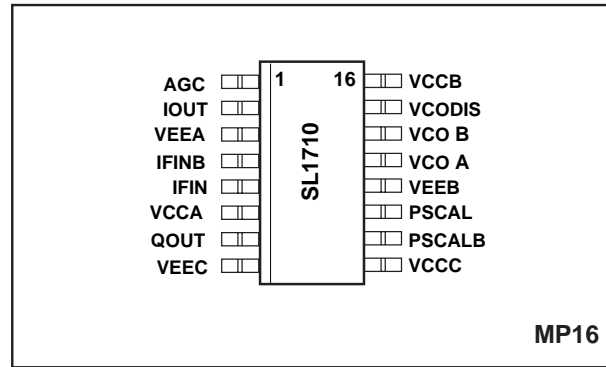 AGC 1 16 VCCB
IOUT VCODIS
VEEA VCO B
IFINB VCO A
IFIN VEEB
VCCA PSCAL
QOUT PSCALB
VEEC VCCC
SL1710
MP16